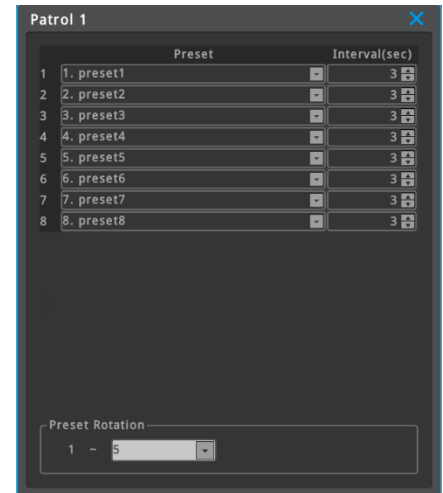 Patrol 1
Preset Interval(sec)
1 1. preset1 3
2 2. preset2 3
3 3. preset3 3
4 4. preset4 3
5 5. preset5 3
6 6. preset6 3
7 7. preset7 3
8 8. preset8 3
Preset Rotation
1 ~ 5